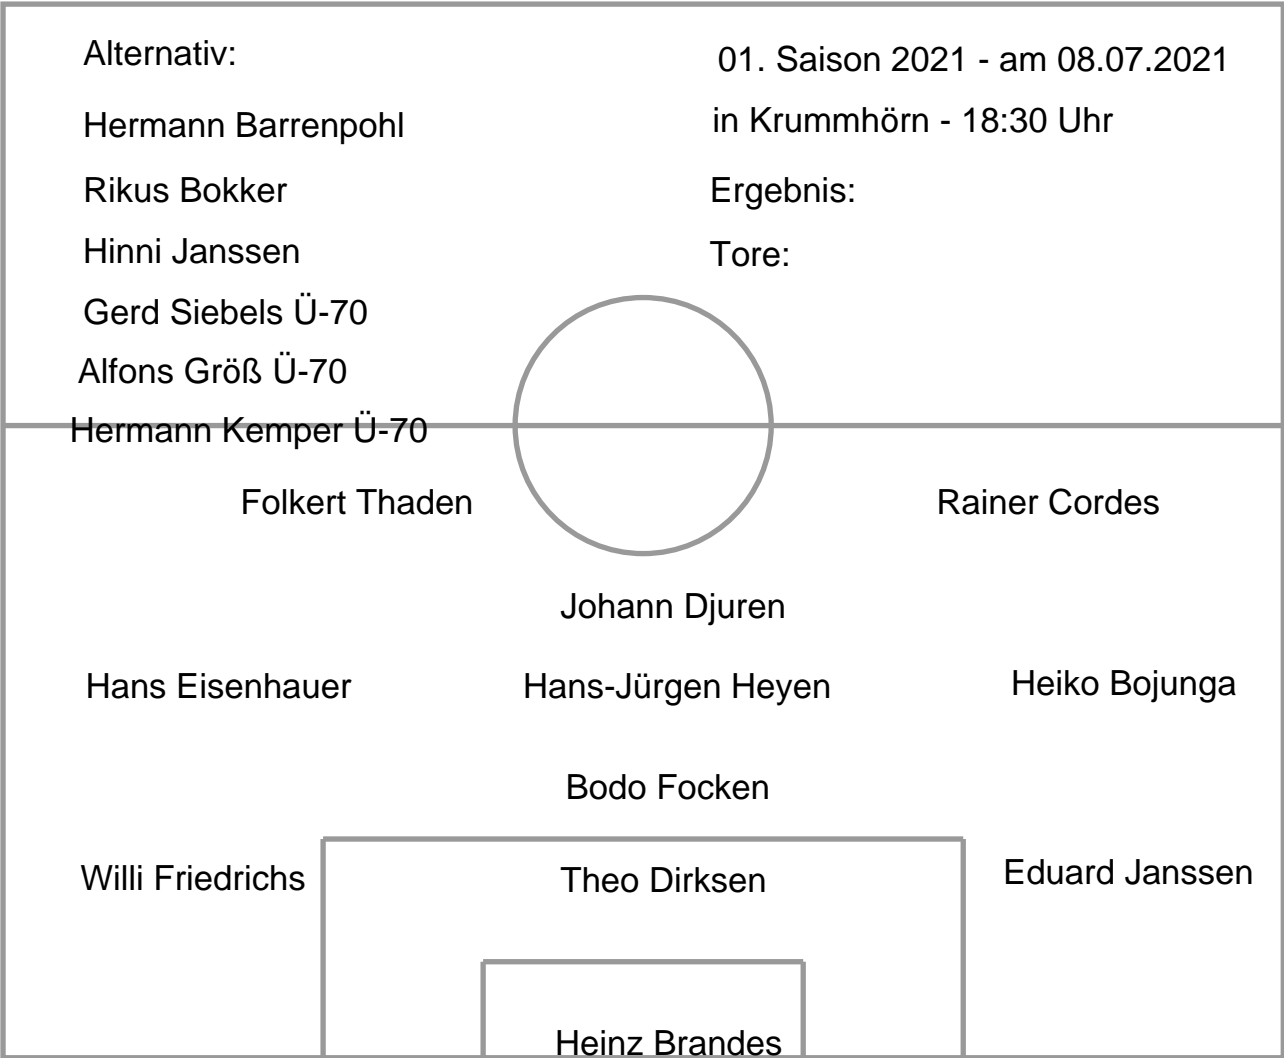 Alternativ:
Hermann Barrenpohl
Rikus Bokker
Hinni Janssen
Gerd Siebels Ü-70
Alfons Größ Ü-70
Hermann Kemper Ü-70
01. Saison 2021 - am 08.07.2021
in Krummhörn - 18:30 Uhr
Ergebnis:
Tore:
Folkert Thaden
Rainer Cordes
Johann Djuren
Hans Eisenhauer
Hans-Jürgen Heyen
Heiko Bojunga
Bodo Focken
Willi Friedrichs
Theo Dirksen
Eduard Janssen
Heinz Brandes